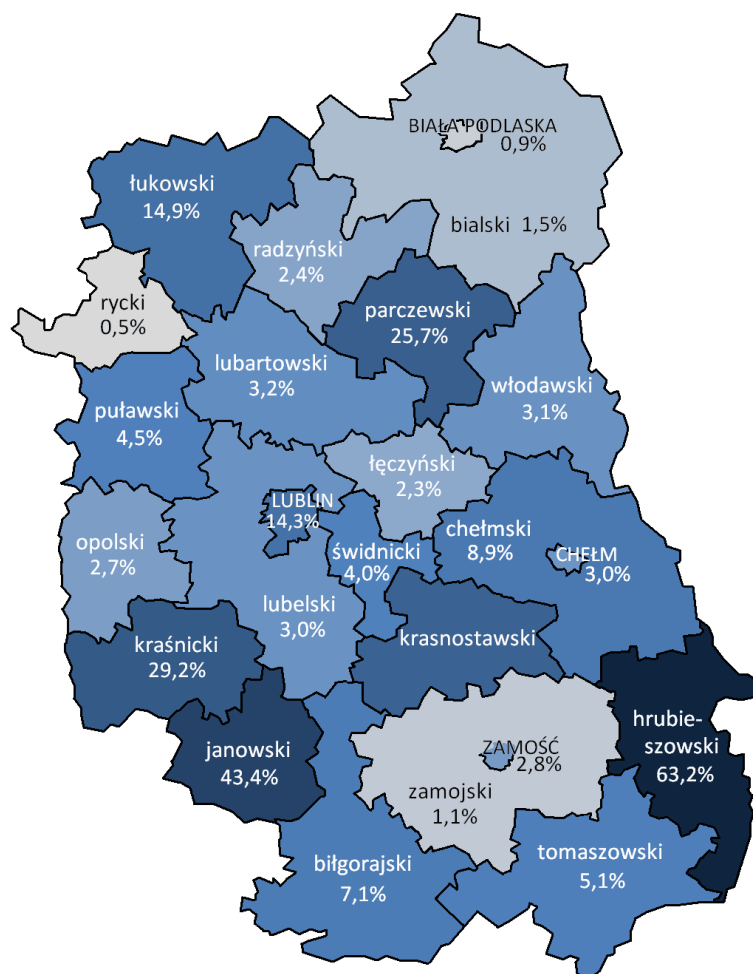 BIAŁA PODLASKA
0,9%
łukowski
14,9%
bialski 1,5%
radzyński
2,4%
rycki
0,5%
parczewski
25,7%
lubartowski
3,2%
włodawski
3,1%
puławski
4,5%
łęczyński
2,3%
LUBLIN
14,3%
opolski
2,7%
świdnicki
4,0%
chełmski
8,9%
CHEŁM
3,0%
lubelski
3,0%
kraśnicki
29,2%
krasnostawski
hrubie-
szowski
63,2%
janowski
43,4%
ZAMOŚĆ
2,8%
zamojski
1,1%
biłgorajski
7,1%
tomaszowski
5,1%